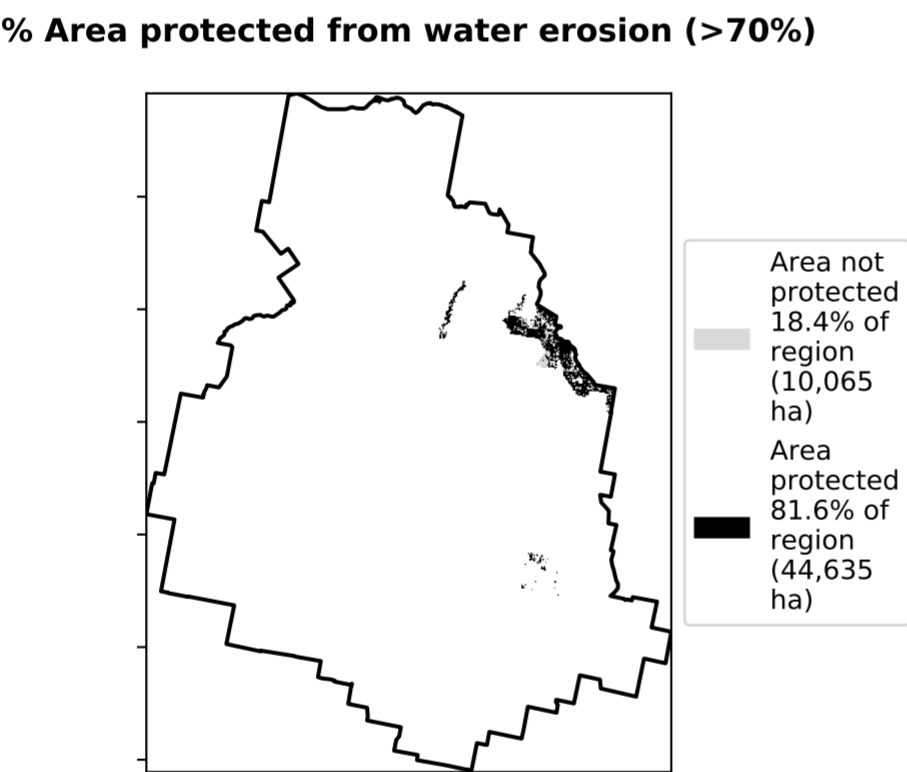 % Area protected from water erosion (>70%)
Area not
protected
18.4% of
region
(10,065
ha)
Area
protected
81.6% of
region
(44,635
ha)